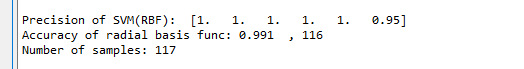 Precision of SVM(RBF):  [1.   1.   1.   1.   1.   0.95]
Accuracy of radial basis func: 0.991  , 116
Number of samples: 117